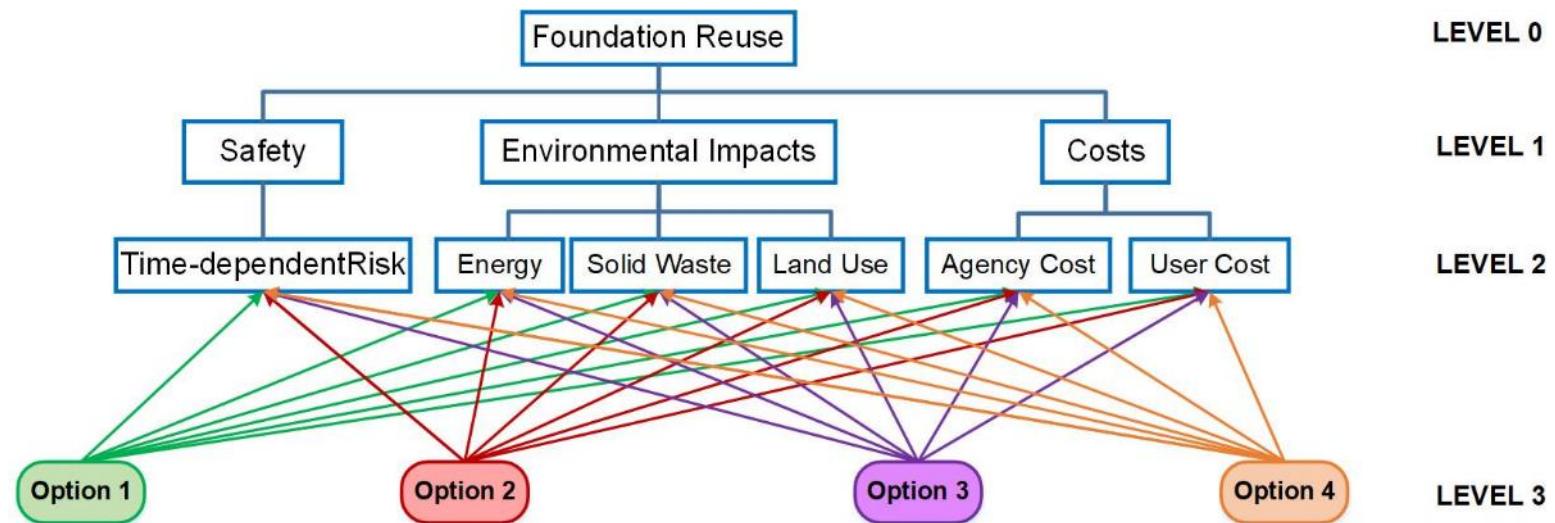 Foundation Reuse
LEVEL 0
Safety
Environmental Impacts
Costs
LEVEL 1
Time-dependentRisk
Energy
Solid Waste
Land Use
Agency Cost
User Cost
LEVEL 2
Option 1
Option 2
Option 3
Option 4
LEVEL 3